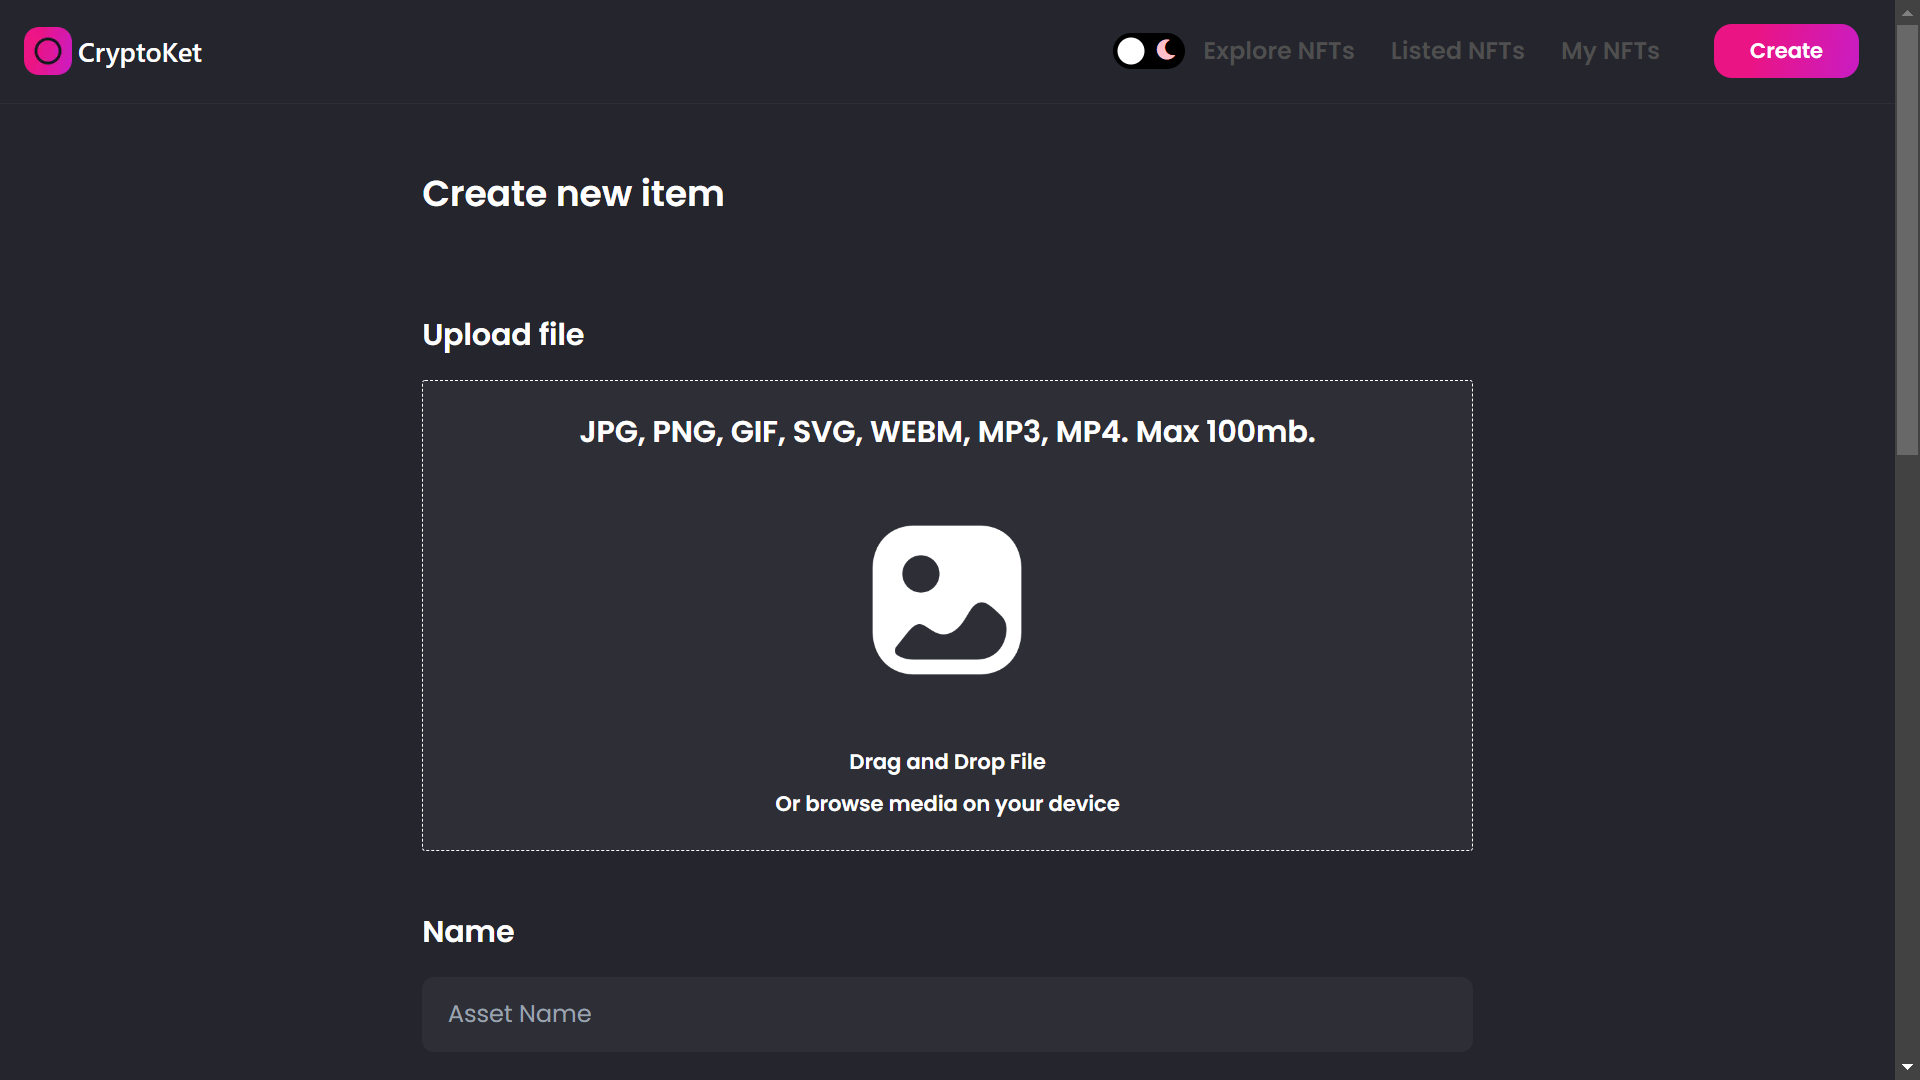 CryptoKet
Explore NFTs
Listed NFTs
My NFTs
Create
Create new item
Upload file
JPG, PNG, GIF, SVG, WEBM, MP3, MP4. Max 100mb.
Drag and Drop File
Or browse media on your device
Name
Asset Name